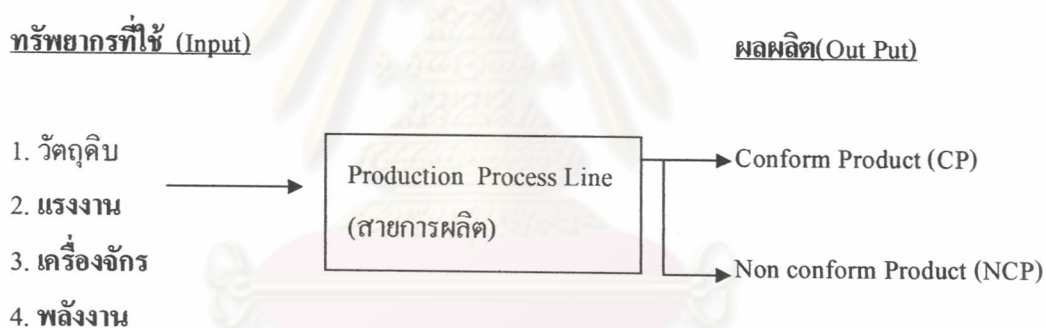 ทรัพยากรที่ใช้ (Input)
ผลผลิต(Out Put)
1. วัตถุดิบ
2. แรงงาน
3. เครื่องจักร
4. พลังงาน
Production Process Line
(สายการผลิต)
Conform Product (CP)
Non conform Product (NCP)